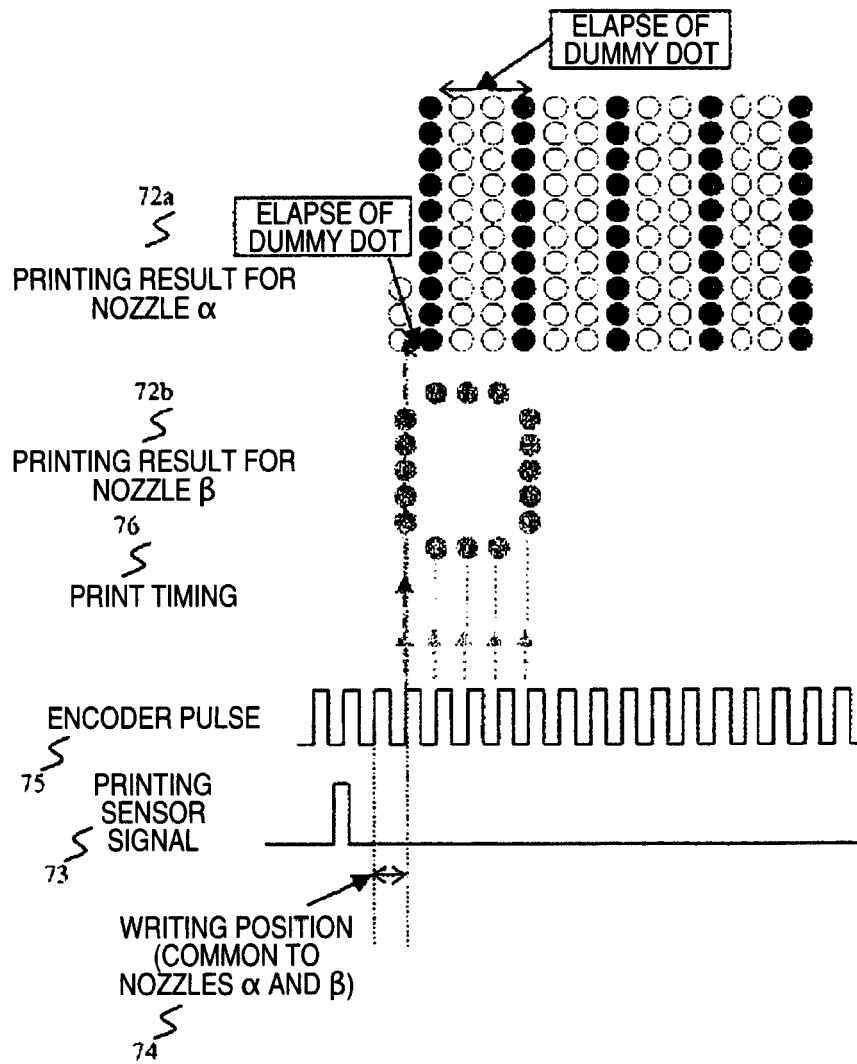 ELAPSE OF
DUMMY DOT
72a
ELAPSE OF
DUMMY DOT
PRINTING RESULT FOR
NOZZLE α
72b
PRINTING RESULT FOR
NOZZLE β
76
PRINT TIMING
ENCODER PULSE
75
PRINTING
SENSOR
SIGNAL
73
WRITING POSITION
(COMMON TO
NOZZLES α AND β)
74